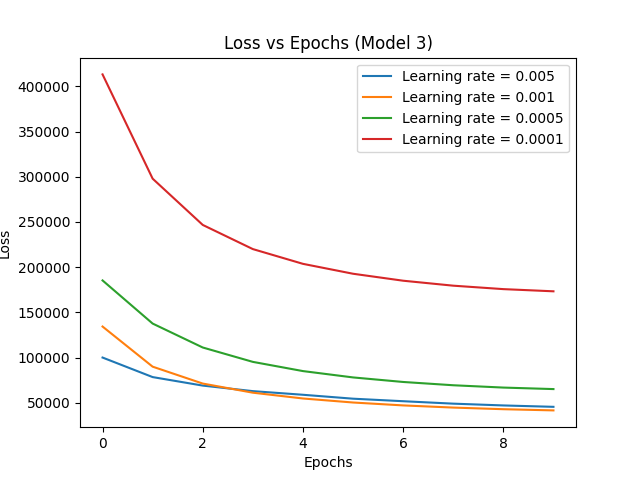 Loss vs Epochs (Model 3)
Learning rate = 0.005
Learning rate = 0.001
Learning rate = 0.0005
Learning rate = 0.0001
400000
350000
300000
250000
200000
150000
100000
50000
Loss
0 2 4 6 8
Epochs